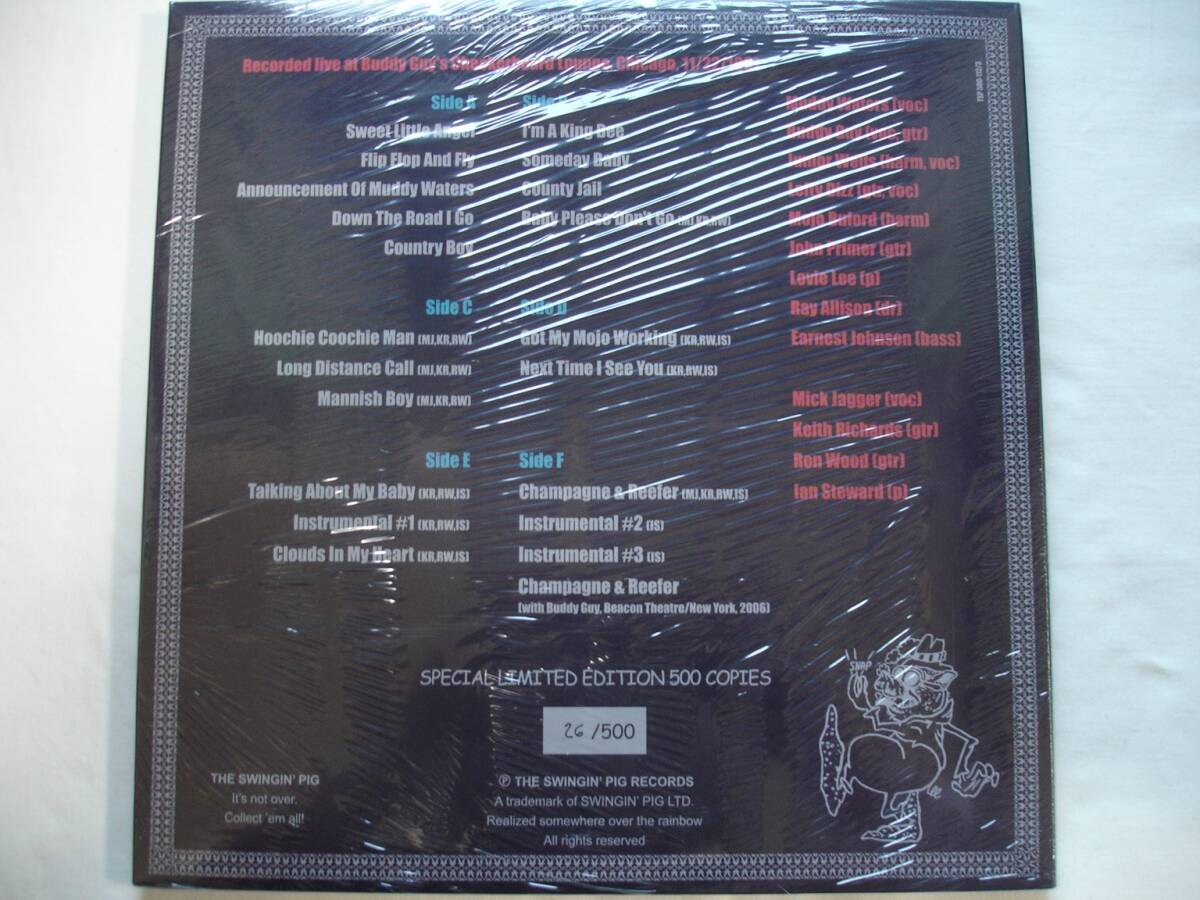 Recorded live at Buddy Guy's Checkerboard Lounge, Chicago, 11/22/
Side A
Sweet Little Angel
Flip Flop And Fly
Announcement Of Muddy Waters
Down The Road I Go
Country Boy
Side
I'm A King Bee
Someday Baby
County Jail
Baby Please Don't Go (MJ,KR,RW)
Side C
Hoochie Coochie Man (MJ,KR,RW)
Long Distance Call (MJ,KR,RW)
Mannish Boy (MJ,KR,RW)
Side D
Got My Mojo Working (KR,RW,IS)
Next Time I See You (KR,RW,IS)
Side E
Talking About My Baby (KR,RW,IS)
Instrumental #1 (KR,RW,IS)
Clouds In My Heart (KR,RW,IS)
Side F
Champagne & Reefer (MJ,KR,RW,IS)
Instrumental #2 (IS)
Instrumental #3 (IS)
Champagne & Reefer
(with Buddy Guy, Beacon Theatre/New York, 2006)
Muddy Waters (voc)
Buddy Guy (voc, gtr)
Junior Wells (harm, voc)
Lefty Dizz (gtr, voc)
Mojo Buford (harm)
John Primer (gtr)
Lovie Lee (p)
Ray Allison (dr)
Earnest Johnson (bass)
Mick Jagger (voc)
Keith Richards (gtr)
Ron Wood (gtr)
Ian Steward (p)
SPECIAL LIMITED EDITION 500 COPIES
26 /500
SNAP
THE SWINGIN' PIG
It's not over.
Collect 'em all!
℗ THE SWINGIN' PIG RECORDS
A trademark of SWINGIN' PIG LTD.
Realized somewhere over the rainbow
All rights reserved